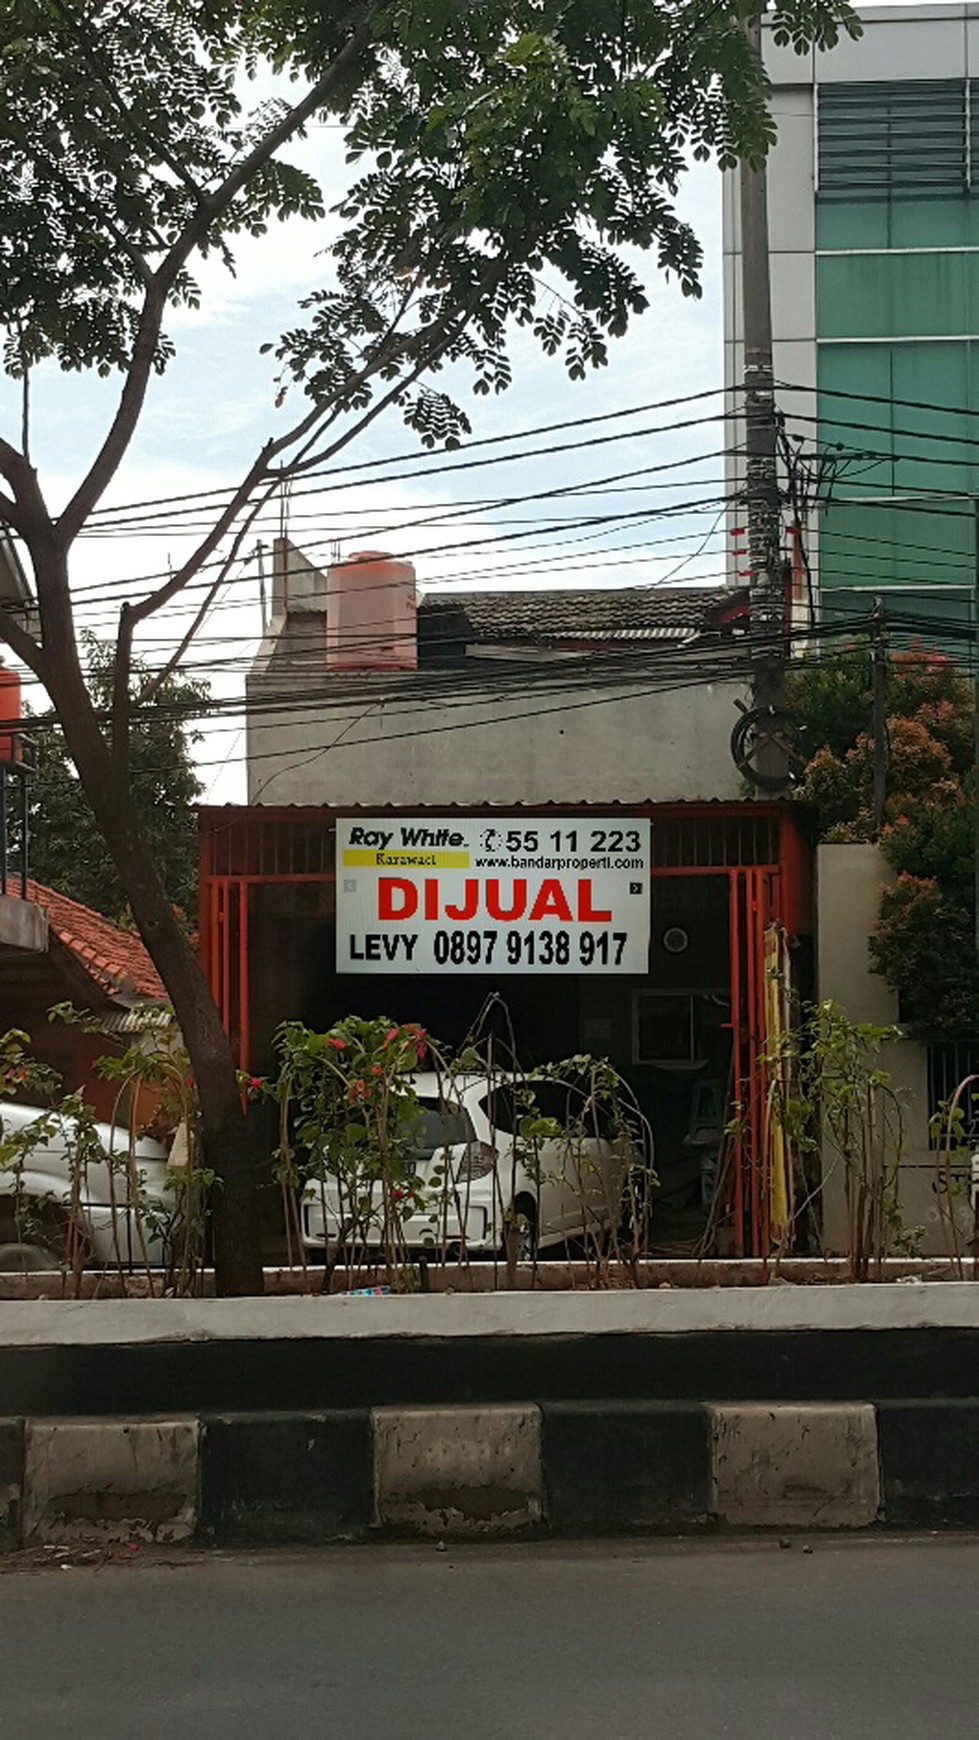 Ray White. 55 11 223
Karawaci www.bandarproperti.com
DIJUAL
LEVY 0897 9138 917